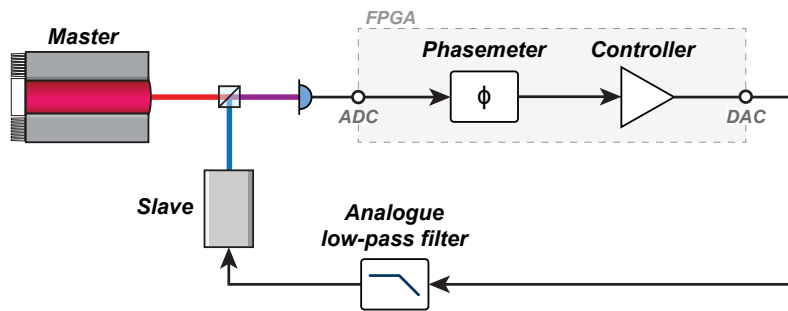 FPGA
Master
Phasemeter
Controller
ϕ
ADC
DAC
Slave
Analogue
low-pass filter